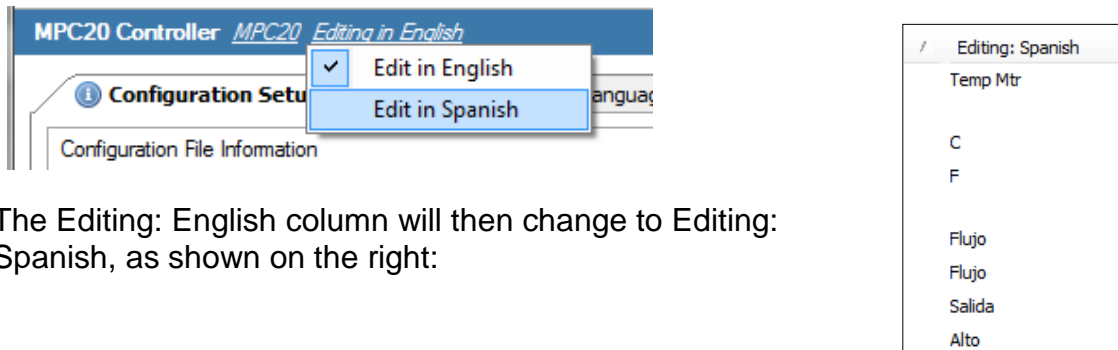 MPC20 Controller MPC20 Editing in English
Edit in English
Configuration Setu
anguag
Edit in Spanish
Configuration File Information
The Editing: English column will then change to Editing:
Spanish, as shown on the right:
Editing: Spanish
Temp Mtr
C
F
Flujo
Flujo
Salida
Alto